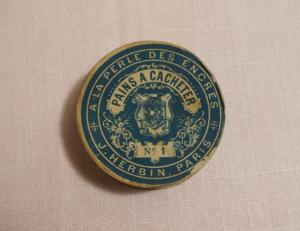 A LA PERLE DES ENCRES
PAINS A CACHETER
Nº 1
J. HERBIN, PARIS